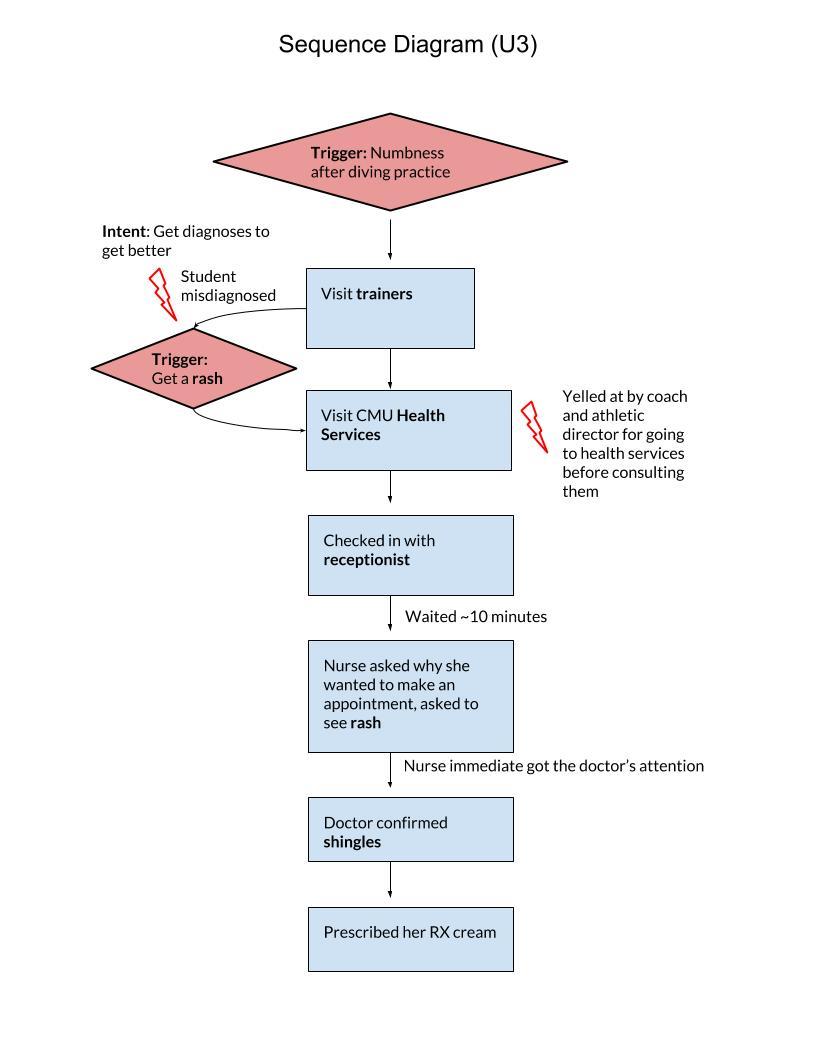 Sequence Diagram (U3)
Trigger: Numbness
after diving practice
Intent: Get diagnoses to
get better
Student
misdiagnosed
Visit trainers
Trigger:
Get a rash
Visit CMU Health
Services
Yelled at by coach
and athletic
director for going
to health services
before consulting
them
Checked in with
receptionist
Waited ~10 minutes
Nurse asked why she
wanted to make an
appointment, asked to
see rash
Nurse immediate got the doctor's attention
Doctor confirmed
shingles
Prescribed her RX cream